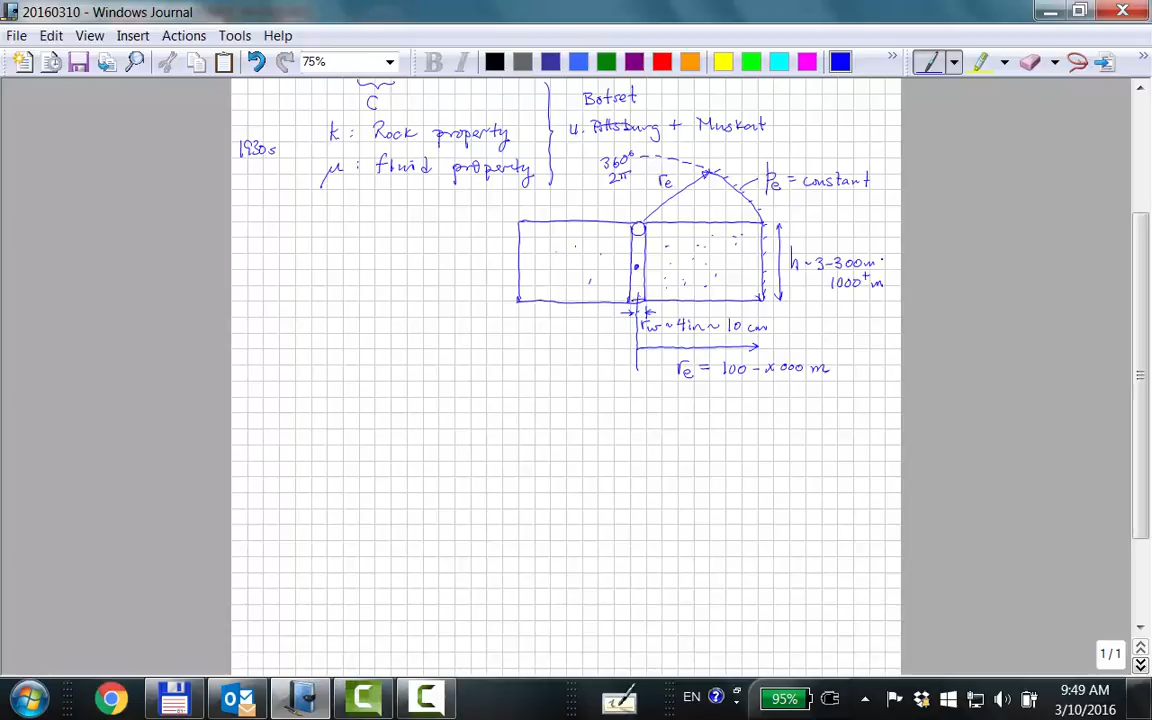 20160310 - Windows Journal
File Edit View Insert Actions Tools Help
75%
B I
C
k: Rock property
1930s
μ: fluid property
Botset
U. Pittsburg + Muskat
360°
2π
re
Pe = constant
h ~ 3-300m
1000+ m
rw ~ 4in ~ 10 cm
re = 100 - x000 m
1 / 1
EN
95%
9:49 AM
3/10/2016